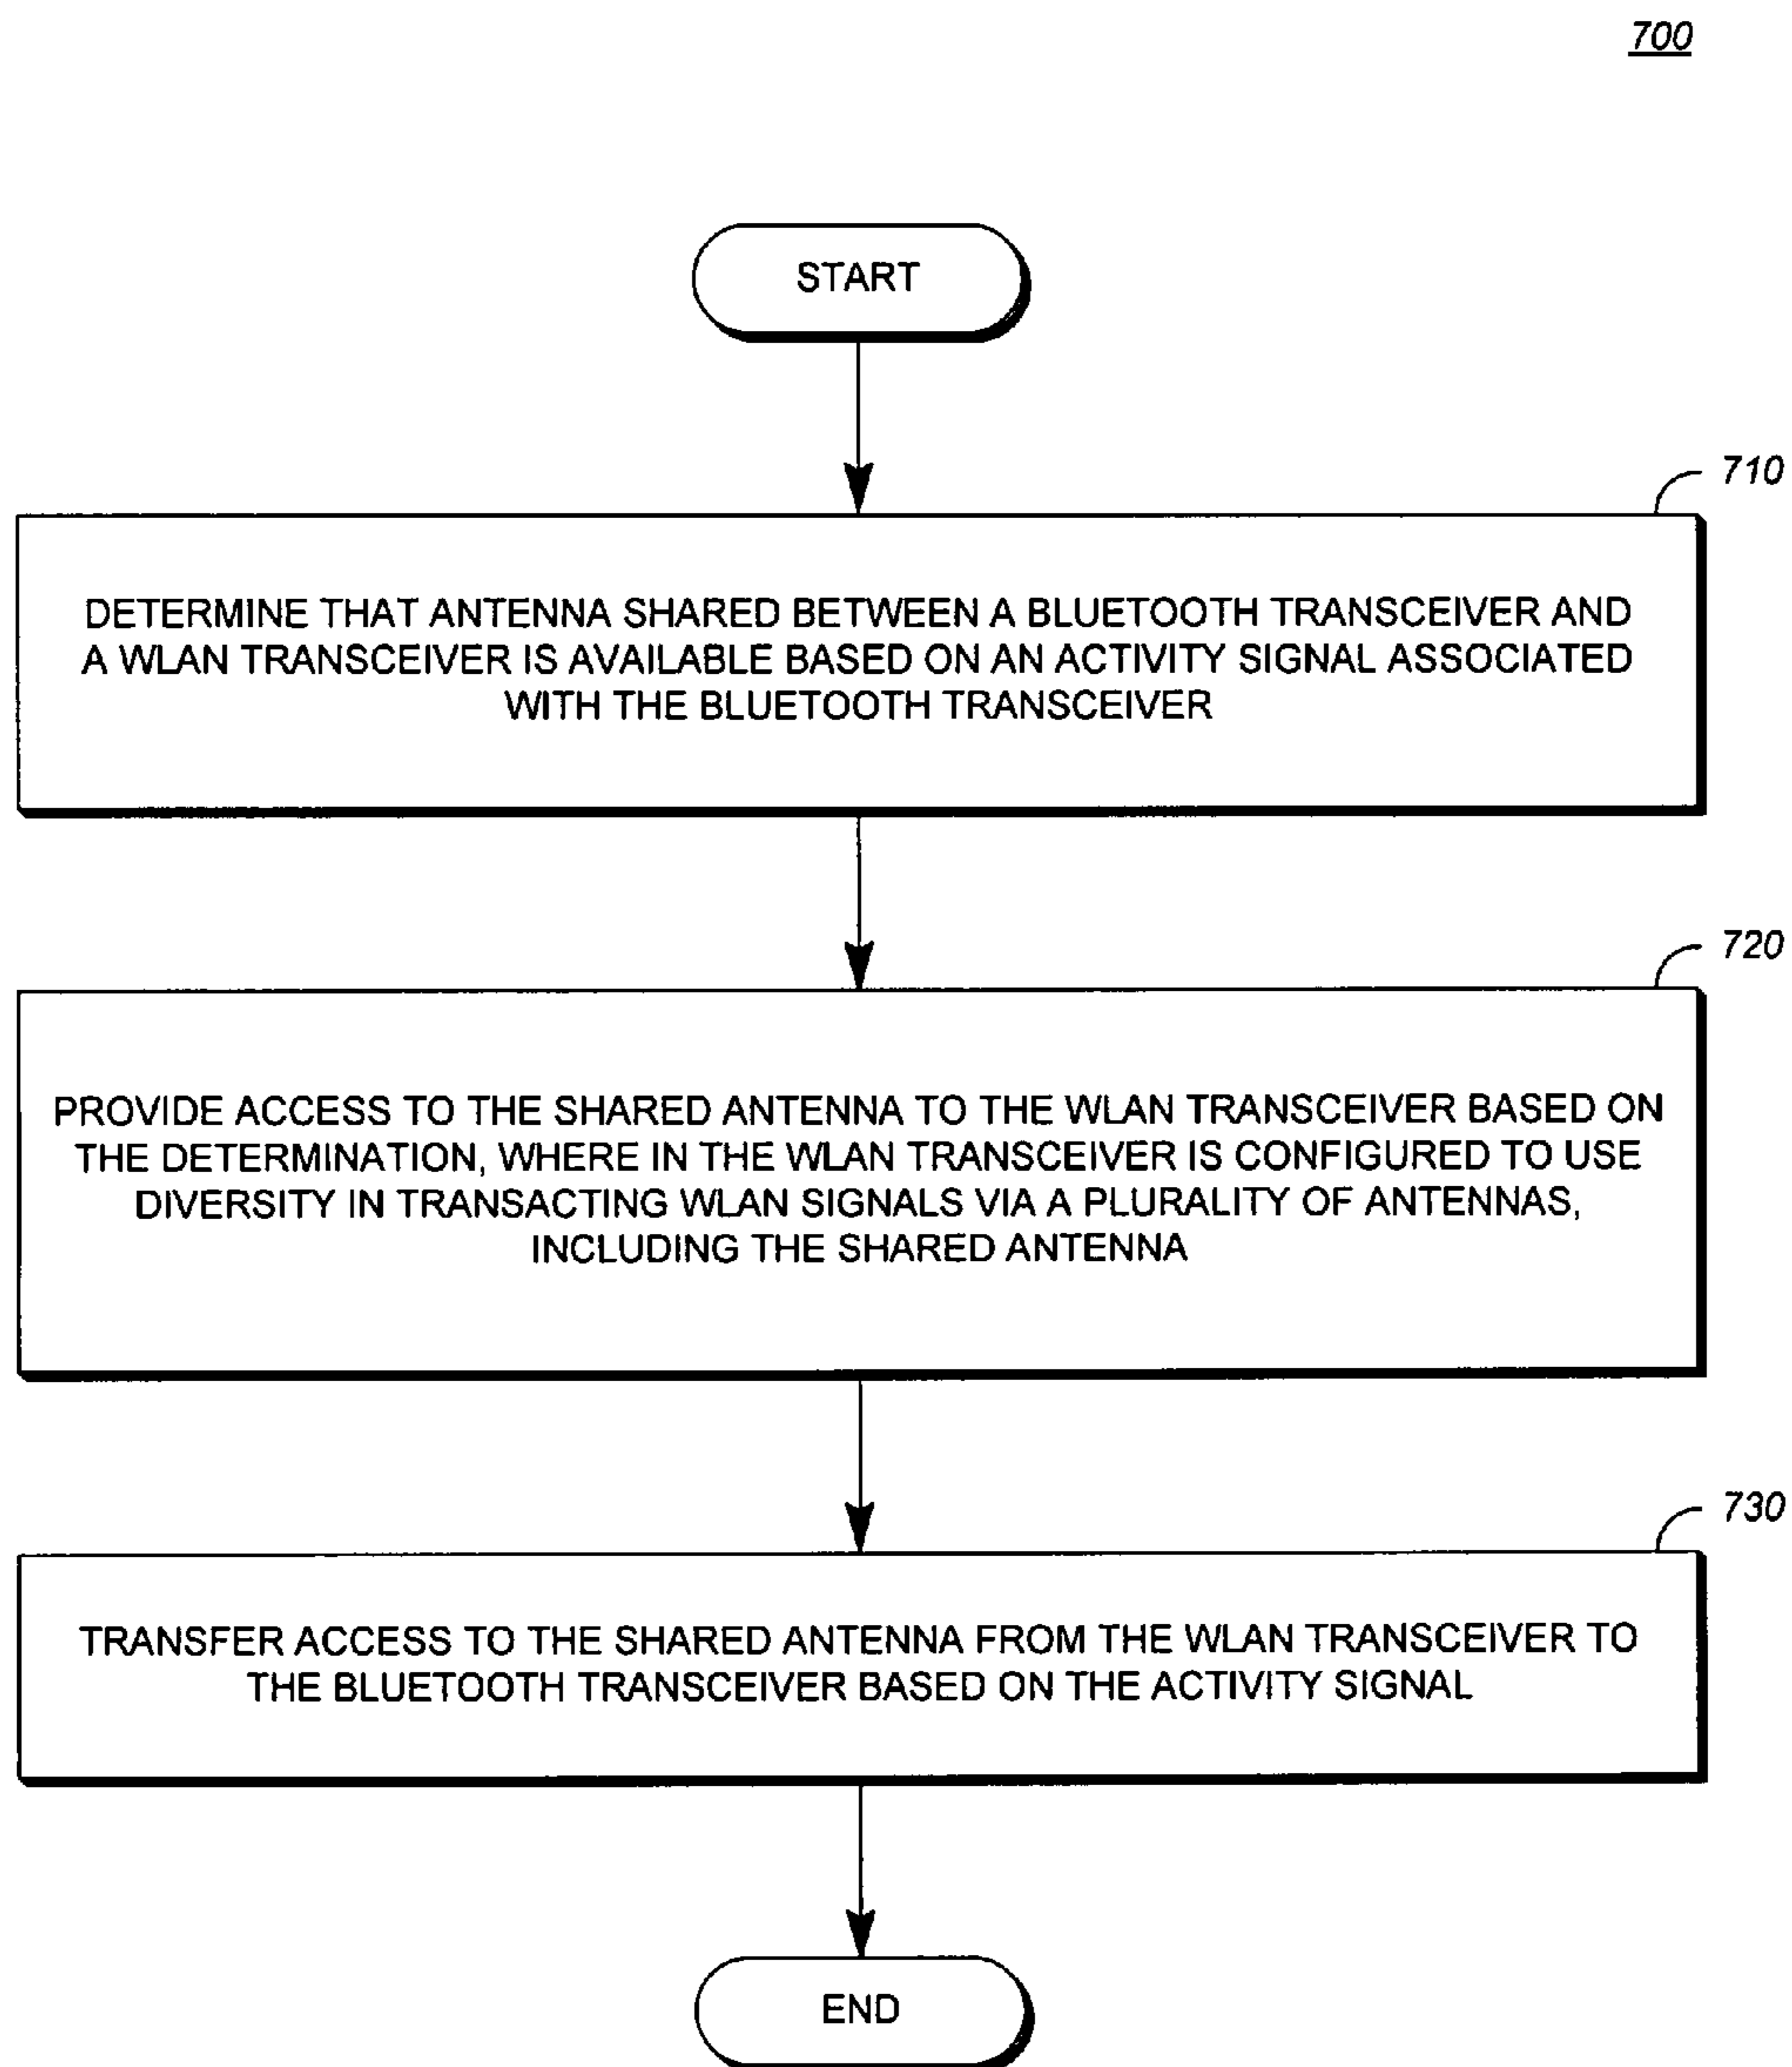 700
START
710
DETERMINE THAT ANTENNA SHARED BETWEEN A BLUETOOTH TRANSCEIVER AND
A WLAN TRANSCEIVER IS AVAILABLE BASED ON AN ACTIVITY SIGNAL ASSOCIATED
WITH THE BLUETOOTH TRANSCEIVER
720
PROVIDE ACCESS TO THE SHARED ANTENNA TO THE WLAN TRANSCEIVER BASED ON
THE DETERMINATION, WHERE IN THE WLAN TRANSCEIVER IS CONFIGURED TO USE
DIVERSITY IN TRANSACTING WLAN SIGNALS VIA A PLURALITY OF ANTENNAS,
INCLUDING THE SHARED ANTENNA
730
TRANSFER ACCESS TO THE SHARED ANTENNA FROM THE WLAN TRANSCEIVER TO
THE BLUETOOTH TRANSCEIVER BASED ON THE ACTIVITY SIGNAL
END